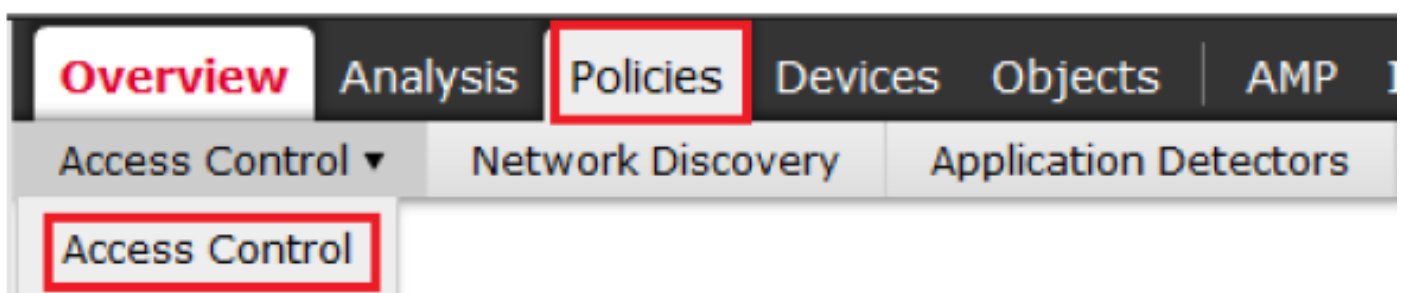 Overview Analysis Policies Devices Objects AMP
Access Control ▾ Network Discovery Application Detectors
Access Control